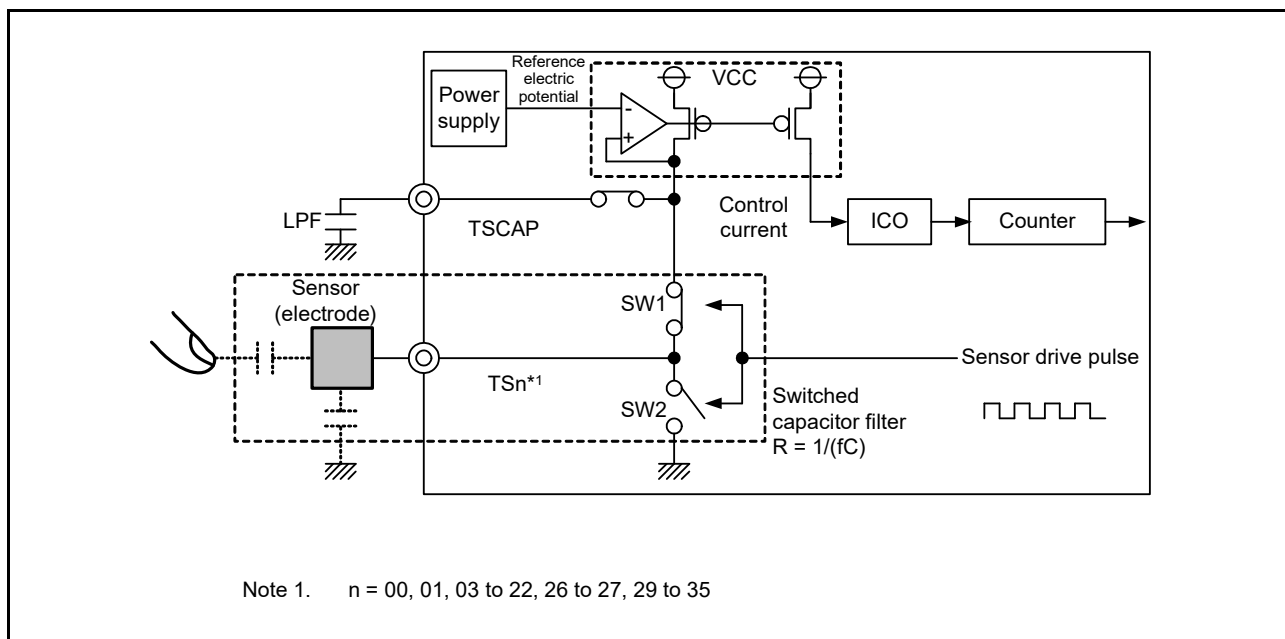 Reference
electric
potential
Power
supply
VCC
-
+
LPF
TSCAP
Control
current
ICO
Counter
Sensor
(electrode)
SW1
Sensor drive pulse
TSn*1
SW2
Switched
capacitor filter
R = 1/(fC)
Note 1. n = 00, 01, 03 to 22, 26 to 27, 29 to 35